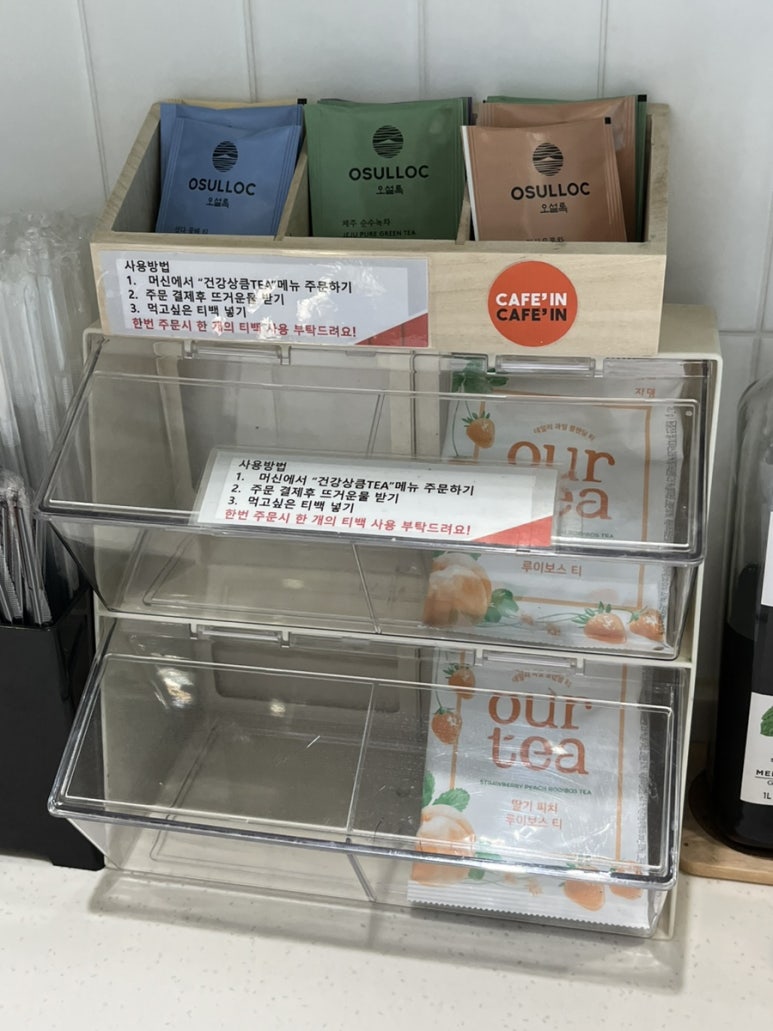 OSULLOC
오설록
OSULLOC
오설록
제주 순수녹차
JEJU PURE GREEN TEA
OSULLOC
오설록
사용방법
1. 머신에서 "건강상큼TEA"메뉴 주문하기
2. 주문 결제후 뜨거운물 받기
3. 먹고싶은 티백 넣기
한번 주문시 한 개의 티백 사용 부탁드려요!
CAFE'IN
CAFE'IN
our
tea
루이보스 티
사용방법
1. 머신에서 "건강상큼TEA"메뉴 주문하기
2. 주문 결제후 뜨거운물 받기
3. 먹고싶은 티백 넣기
한번 주문시 한 개의 티백 사용 부탁드려요!
our
tea
STRAWBERRY PEACH ROOIBOS TEA
딸기 피치
루이보스 티
1L